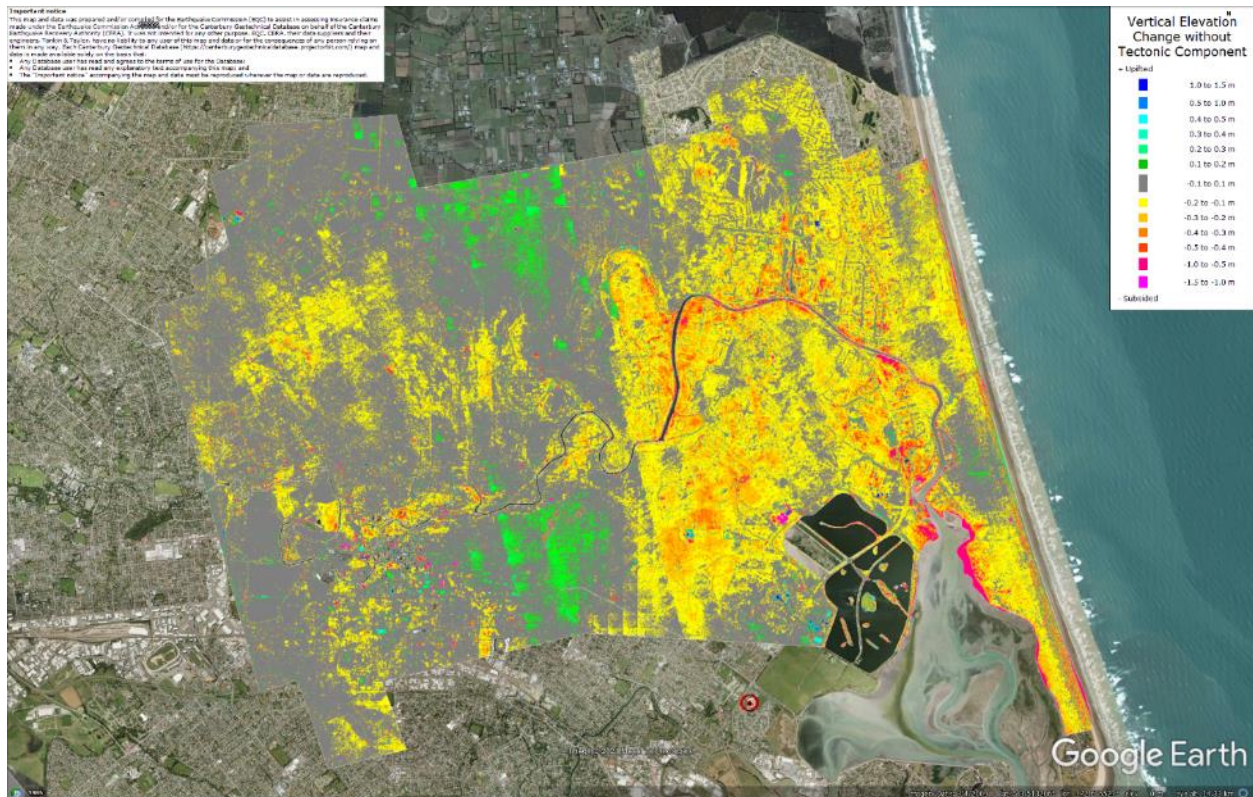 Important notice
This map and data was prepared and/or compiled for the Earthquake Commission (EQC) to assist in assessing insurance claims
made under the Earthquake Commission Act and/or for the Canterbury Geotechnical Database on behalf of the Canterbury
Earthquake Recovery Authority (CERA). It was not intended for any other purpose. EQC, CERA, their data suppliers and their
engineers, Tonkin & Taylor, have no liability to any user of this map and data or for the consequences of any person relying on
them in any way. Each Canterbury Geotechnical Database (https://canterburygeotechnicaldatabase.projectorbit.com/) map and
data is made available solely on the basis that:
• Any Database user has read and agrees to the terms of use for the Database;
• Any Database user has read any explanatory text accompanying this map; and
• The "Important notice" accompanying the map and data must be reproduced wherever the map or data are reproduced.
Vertical Elevation
Change without
Tectonic Component
+ Uplifted
1.0 to 1.5 m
0.5 to 1.0 m
0.4 to 0.5 m
0.3 to 0.4 m
0.2 to 0.3 m
0.1 to 0.2 m
-0.1 to 0.1 m
-0.2 to -0.1 m
-0.3 to -0.2 m
-0.4 to -0.3 m
-0.5 to -0.4 m
-1.0 to -0.5 m
-1.5 to -1.0 m
- Subsided
Google Earth